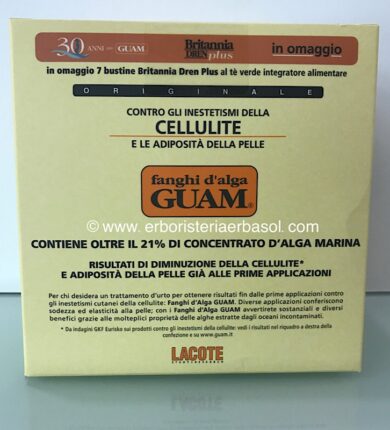 30 ANNI GUAM
Britannia
DREN plus
in omaggio
in omaggio 7 bustine Britannia Dren Plus al tè verde integratore alimentare
ORIGINALE
CONTRO GLI INESTETISMI DELLA
CELLULITE
E LE ADIPOSITÀ DELLA PELLE
fanghi d'alga
GUAM®
© www. erboristeriaerbasol. com
CONTIENE OLTRE IL 21% DI CONCENTRATO D'ALGA MARINA
RISULTATI DI DIMINUZIONE DELLA CELLULITE*
E ADIPOSITÀ DELLA PELLE GIÀ ALLE PRIME APPLICAZIONI
Per chi desidera un trattamento d'urto per ottenere risultati fin dalle prime applicazioni contro
gli inestetismi cutanei della cellulite: Fanghi d'Alga GUAM. Diverse applicazioni conferiscono
sodezza ed elasticità alla pelle; con i Fanghi d'Alga GUAM avvertirete sostanziali e diversi
benefici grazie alle molteplici proprietà delle alghe estratte dagli oceani incontaminati.
* Da indagini GKF Eurisko sui prodotti contro gli inestetismi della cellulite: vedi i risultati nel riquadro a destra della
confezione e su www.guam.it
LACOTE